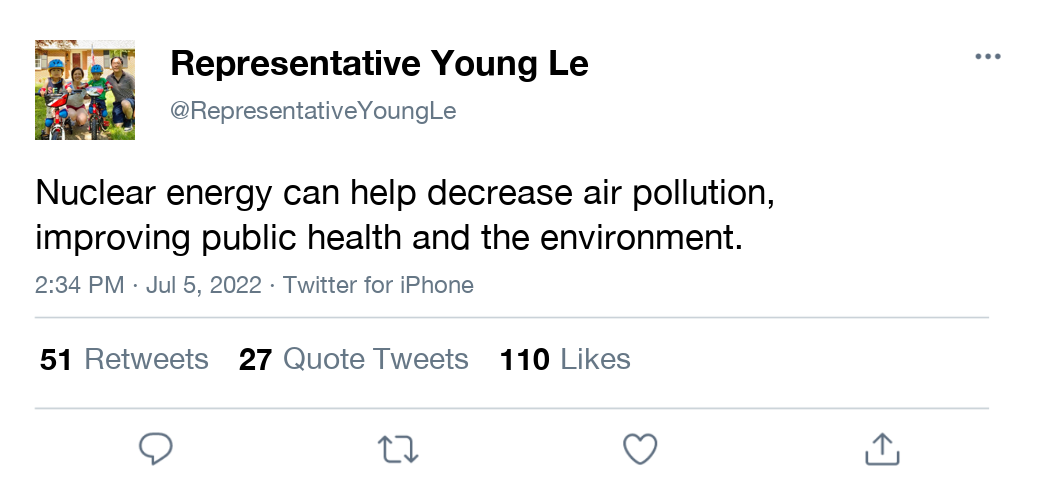 Representative Young Le
@RepresentativeYoungLe
Nuclear energy can help decrease air pollution,
improving public health and the environment.
2:34 PM · Jul 5, 2022 · Twitter for iPhone
51 Retweets 27 Quote Tweets 110 Likes